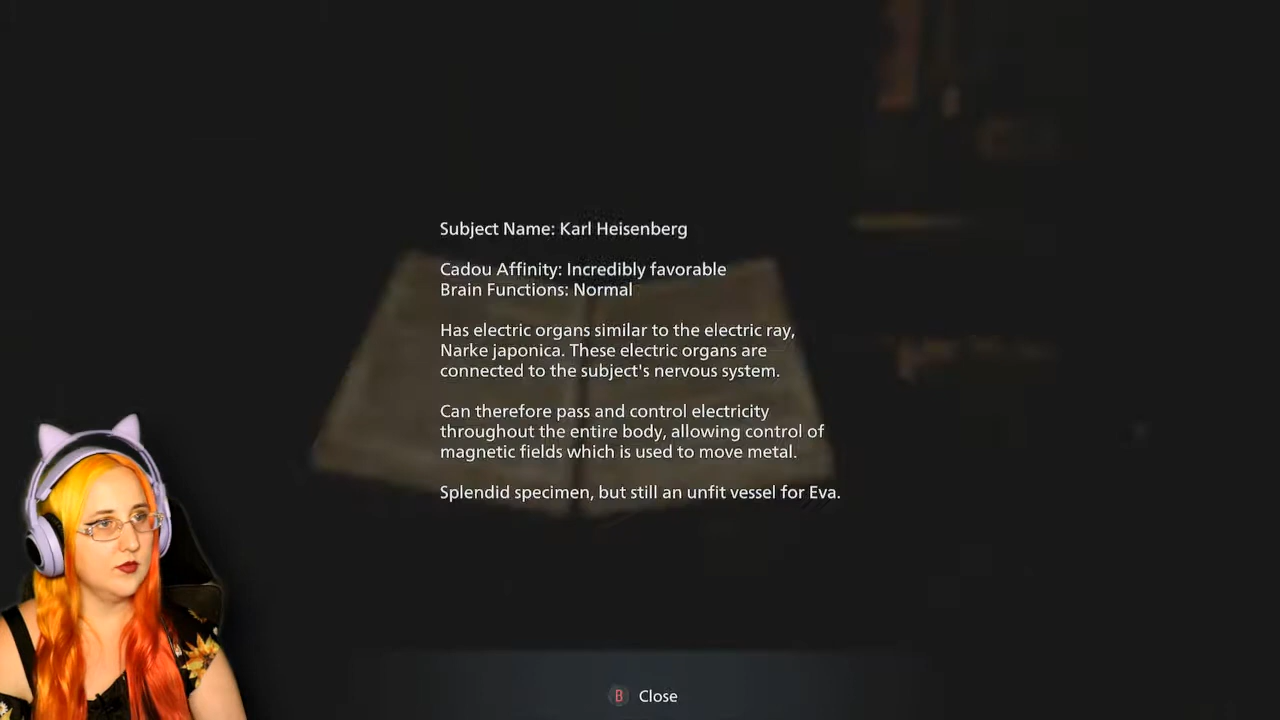 Subject Name: Karl Heisenberg
Cadou Affinity: Incredibly favorable
Brain Functions: Normal
Has electric organs similar to the electric ray,
Narke japonica. These electric organs are
connected to the subject's nervous system.
Can therefore pass and control electricity
throughout the entire body, allowing control of
magnetic fields which is used to move metal.
Splendid specimen, but still an unfit vessel for Eva.
B Close